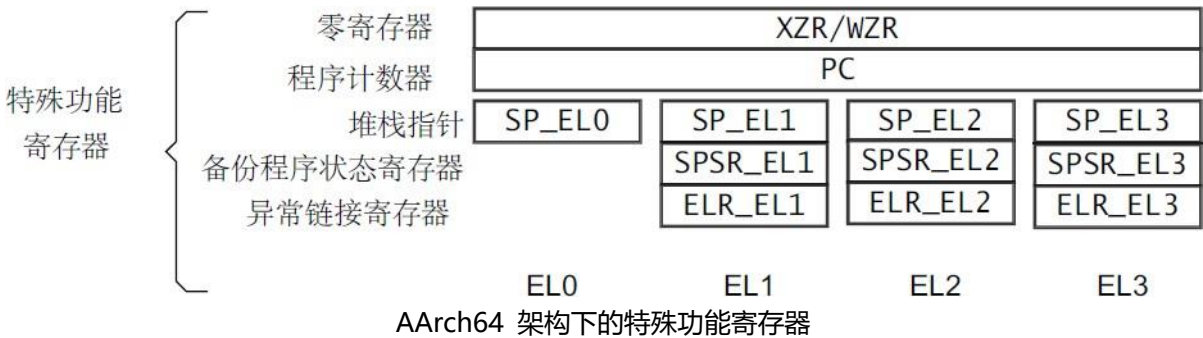 零寄存器 XZR/WZR
程序计数器 PC
特殊功能
寄存器
堆栈指针 SP_EL0 SP_EL1 SP_EL2 SP_EL3
备份程序状态寄存器 SPSR_EL1 SPSR_EL2 SPSR_EL3
异常链接寄存器 ELR_EL1 ELR_EL2 ELR_EL3
EL0 EL1 EL2 EL3
AArch64 架构下的特殊功能寄存器